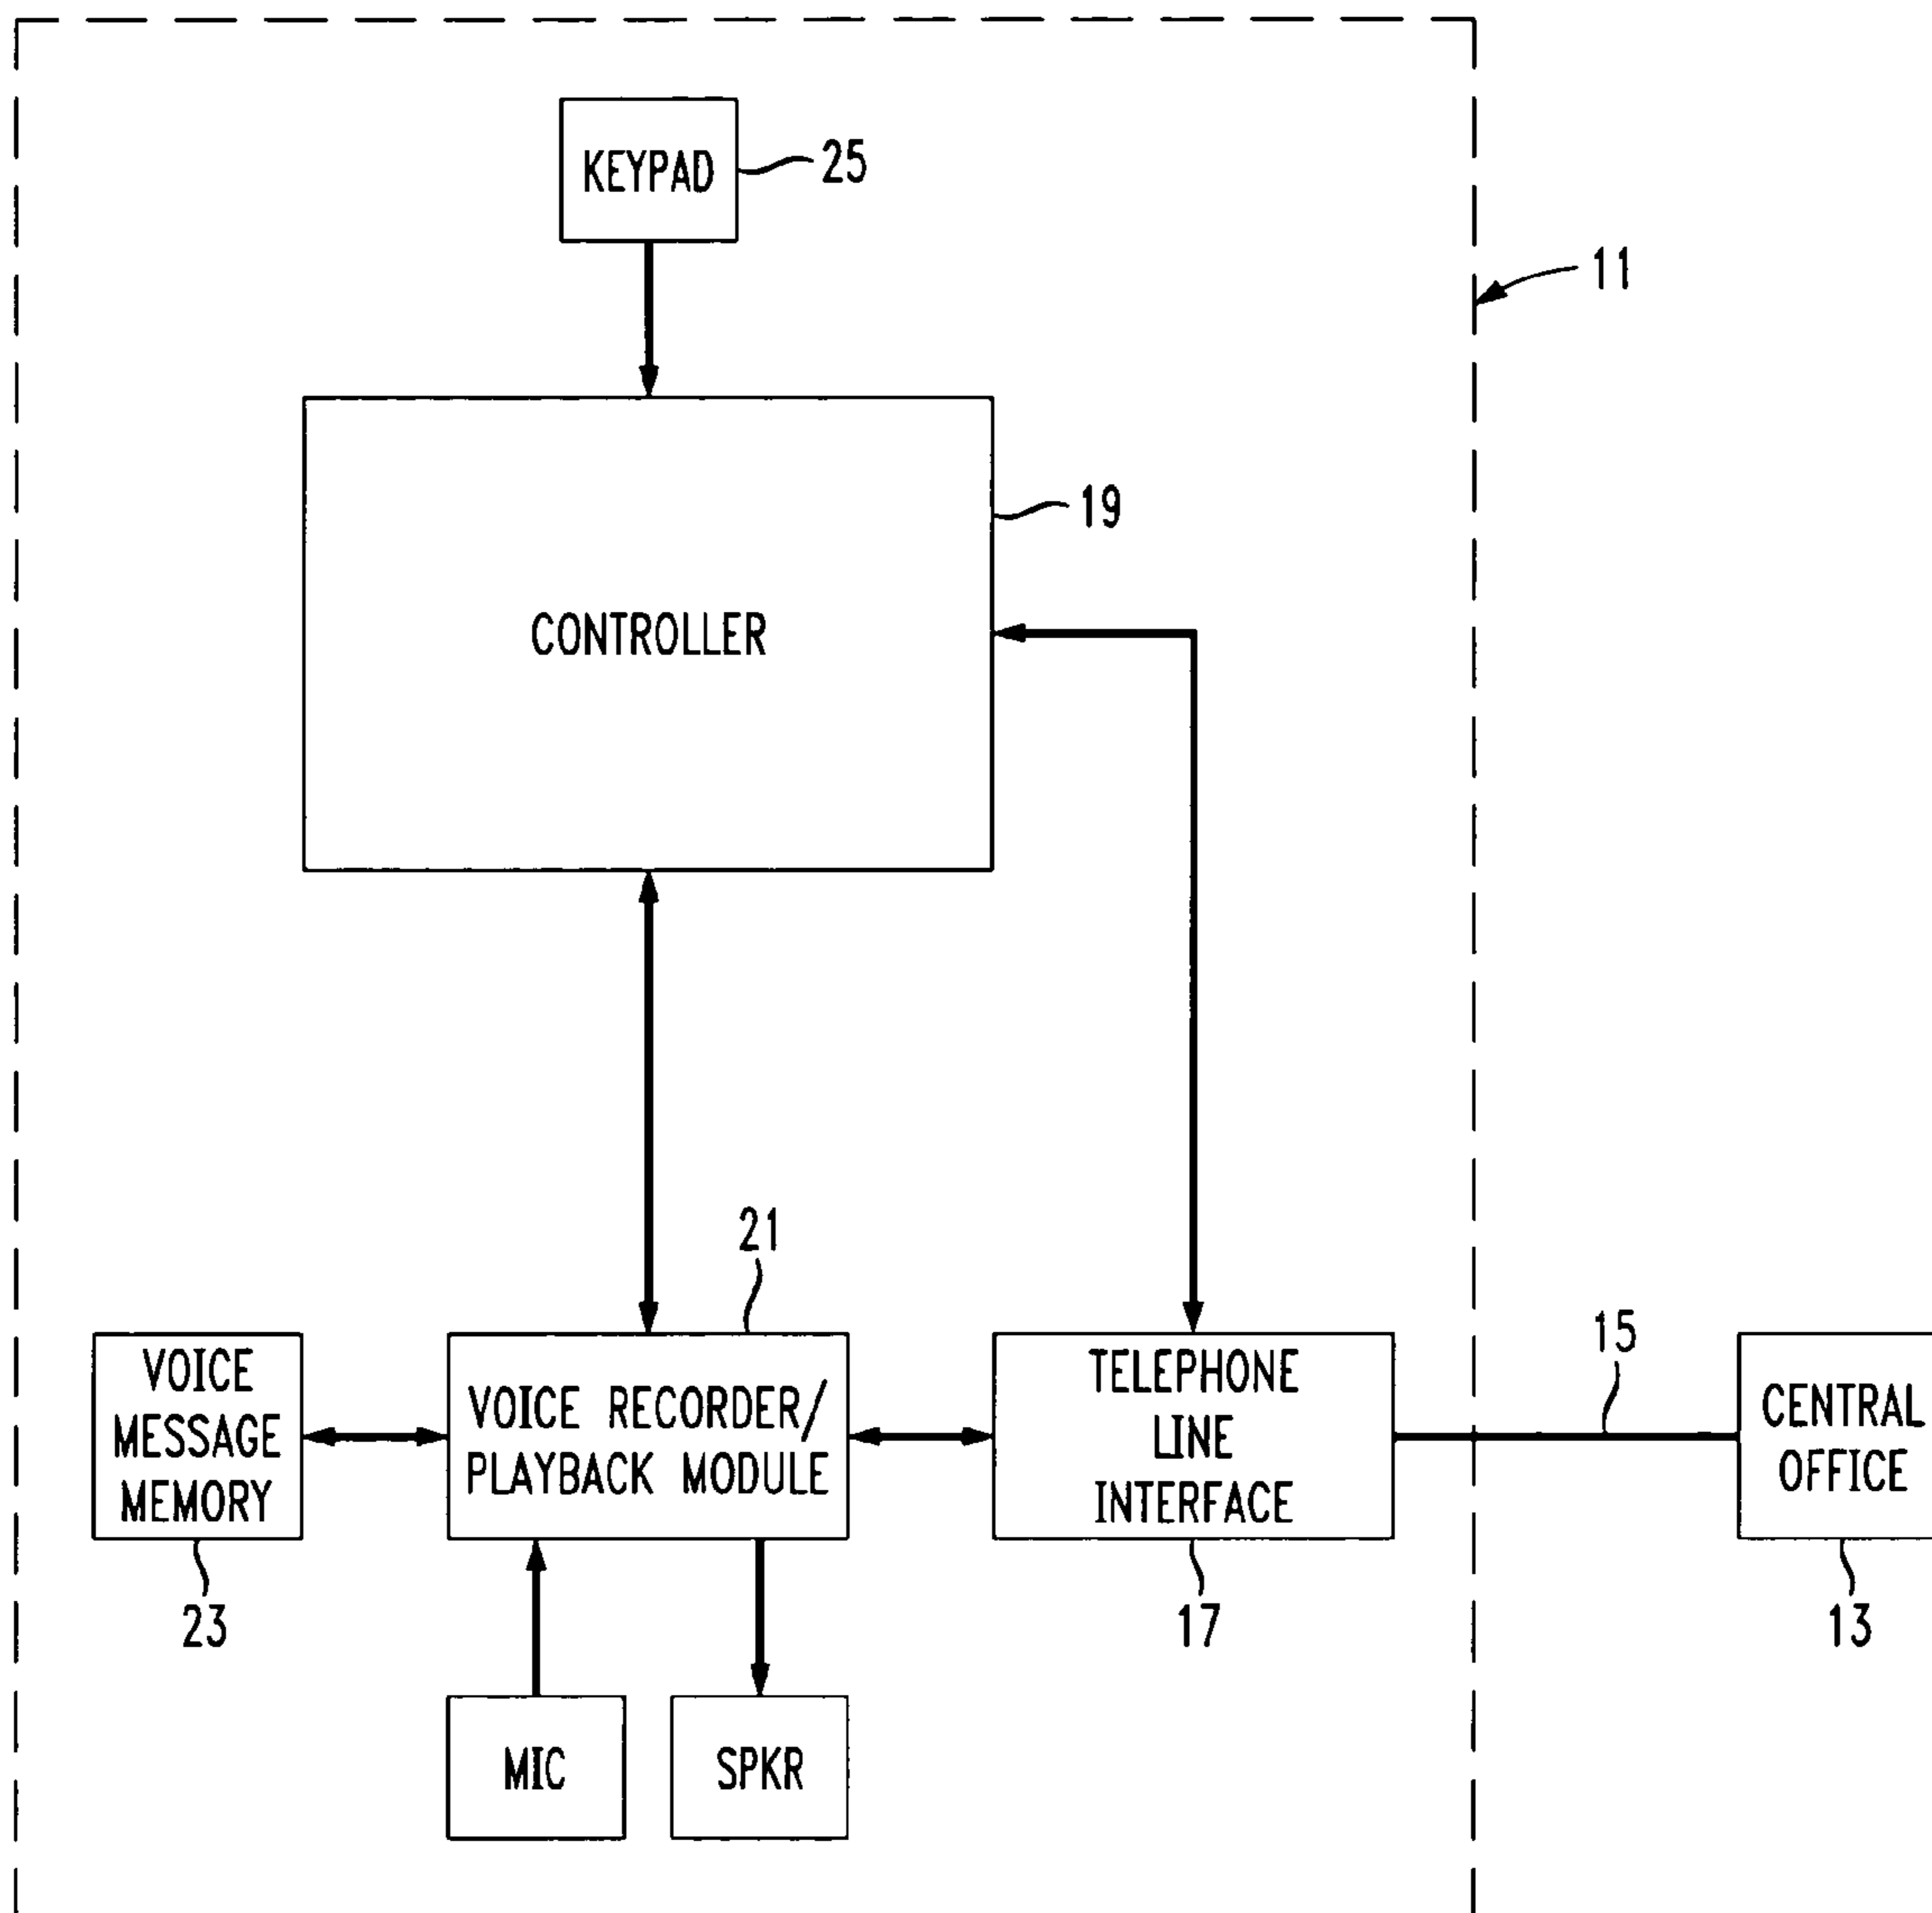 KEYPAD
25
11
19
CONTROLLER
21
15
VOICE
MESSAGE
MEMORY
VOICE RECORDER/
PLAYBACK MODULE
TELEPHONE
LINE
INTERFACE
CENTRAL
OFFICE
23
17
13
MIC
SPKR